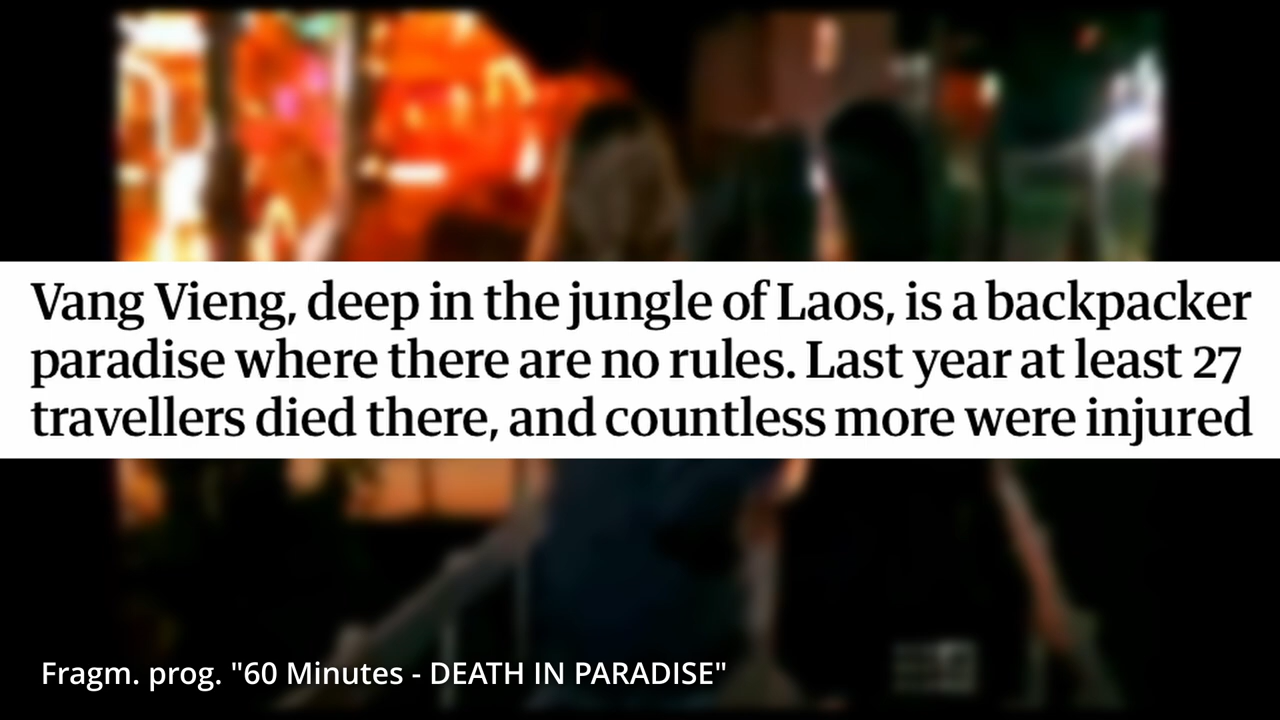 Vang Vieng, deep in the jungle of Laos, is a backpacker
paradise where there are no rules. Last year at least 27
travellers died there, and countless more were injured
Fragm. prog. "60 Minutes - DEATH IN PARADISE"